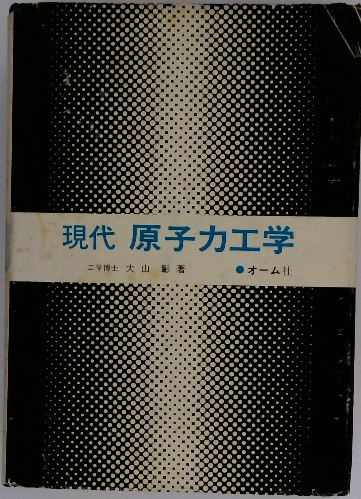 現代 原子力工学
工学博士 大山 彰 著 ●オーム社